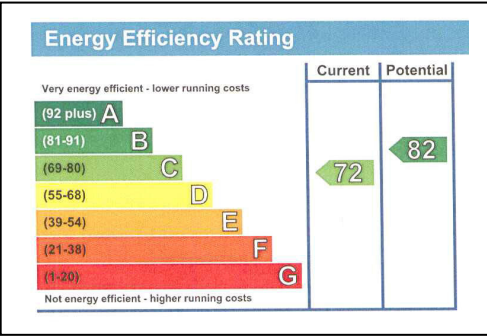 Energy Efficiency Rating
Current Potential
Very energy efficient - lower running costs
(92 plus) A
(81-91) B
(69-80) C
(55-68) D
(39-54) E
(21-38) F
(1-20) G
72
82
Not energy efficient - higher running costs